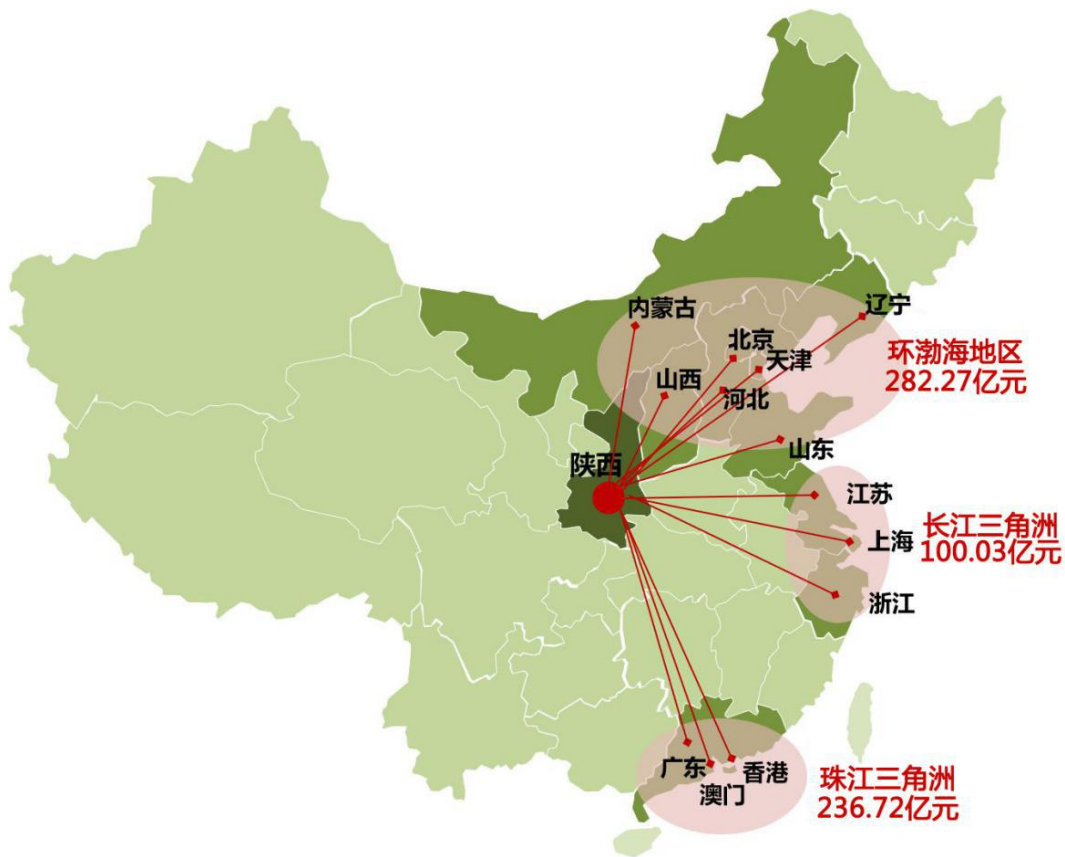 内蒙古
辽宁
北京
天津
山西
河北
环渤海地区
282.27亿元
山东
陕西
江苏
上海
长江三角洲
100.03亿元
浙江
广东
香港
澳门
珠江三角洲
236.72亿元